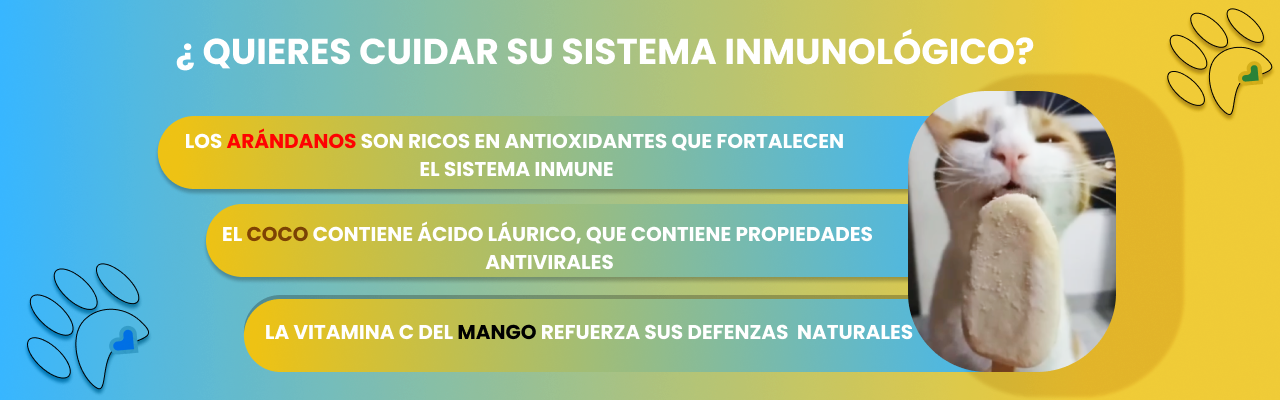 ¿ QUIERES CUIDAR SU SISTEMA INMUNOLÓGICO?
LOS ARÁNDANOS SON RICOS EN ANTIOXIDANTES QUE FORTALECEN
EL SISTEMA INMUNE
EL COCO CONTIENE ÁCIDO LÁURICO, QUE CONTIENE PROPIEDADES
ANTIVIRALES
LA VITAMINA C DEL MANGO REFUERZA SUS DEFENZAS  NATURALES